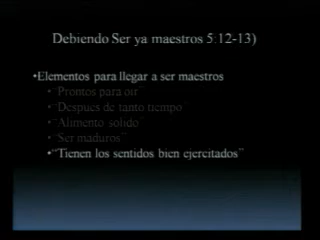 Debiendo Ser ya maestros 5:12-13)
•Elementos para llegar a ser maestros
•“Prontos para oir”
•“Despues de tanto tiempo”
•“Alimento solido”
•“Ser maduros”
•“Tienen los sentidos bien ejercitados”